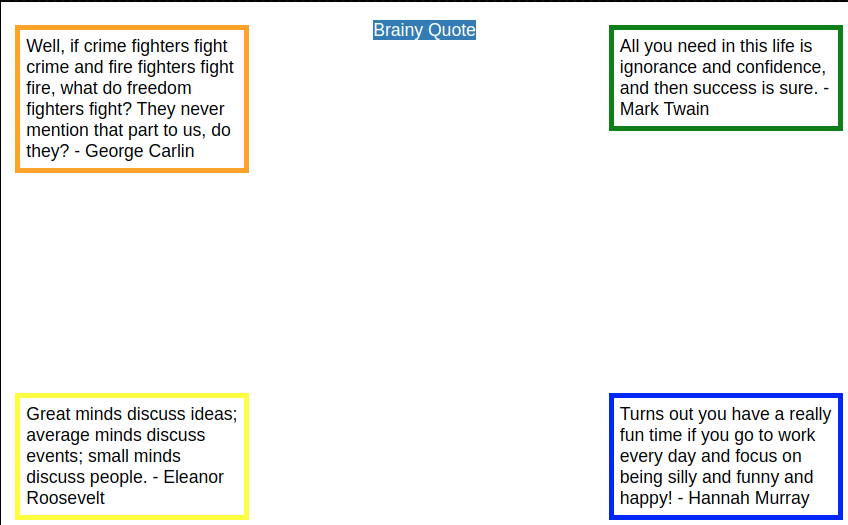 Brainy Quote
Well, if crime fighters fight
crime and fire fighters fight
fire, what do freedom
fighters fight? They never
mention that part to us, do
they? - George Carlin
All you need in this life is
ignorance and confidence,
and then success is sure. -
Mark Twain
Great minds discuss ideas;
average minds discuss
events; small minds
discuss people. - Eleanor
Roosevelt
Turns out you have a really
fun time if you go to work
every day and focus on
being silly and funny and
happy! - Hannah Murray